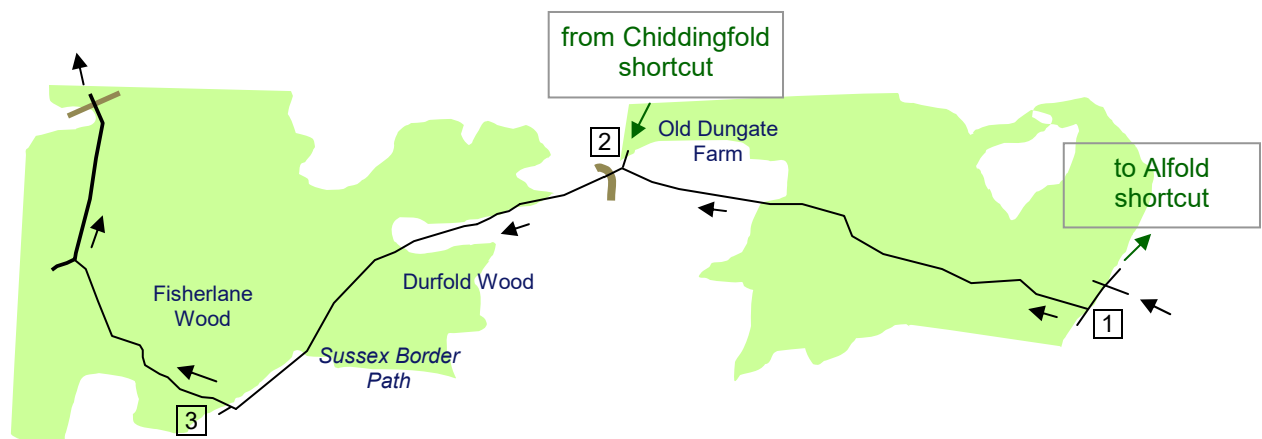 from Chiddingfold
shortcut
2
Old Dungate
Farm
to Alfold
shortcut
Durfold Wood
Fisherlane
Wood
1
Sussex Border
Path
3